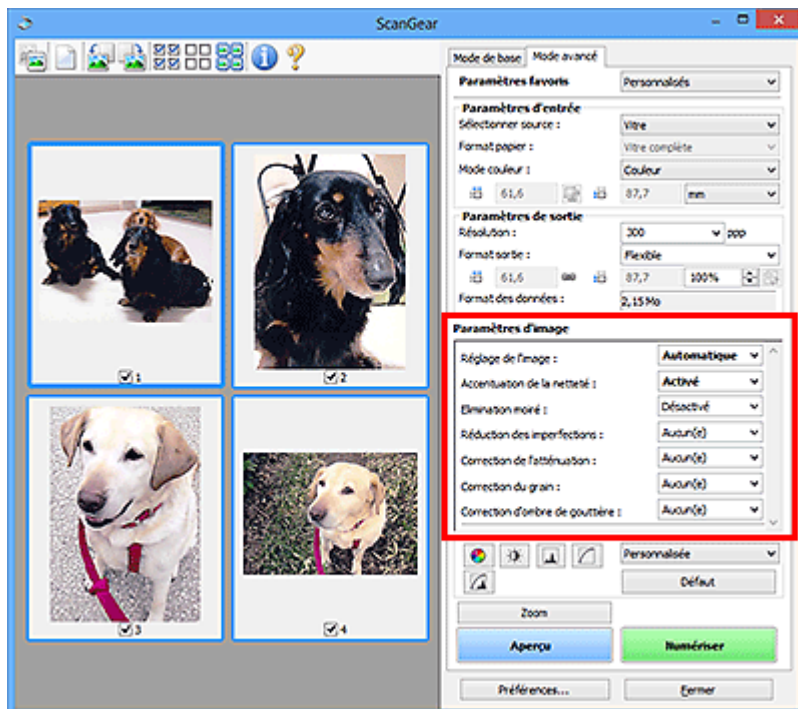 ScanGear
Mode de base Mode avancé
Paramètres favoris Personnalisés
Paramètres d'entrée
Sélectionner source : Vitre
Format papier : Vitre complète
Mode couleur : Couleur
61,6 87,7 mm
Paramètres de sortie
Résolution : 300 ppp
Format sortie : Flexible
61,6 87,7 100%
Format des données : 2,15 Mo
Paramètres d'image
Réglage de l'image : Automatique
Accentuation de la netteté : Activé
Elimination moiré : Désactivé
Réduction des imperfections : Aucun(e)
Correction de l'atténuation : Aucun(e)
Correction du grain : Aucun(e)
Correction d'ombre de gouttière : Aucun(e)
Personnalisée
Défaut
Zoom
Aperçu Numériser
Préférences... Fermer
1
2
3
4